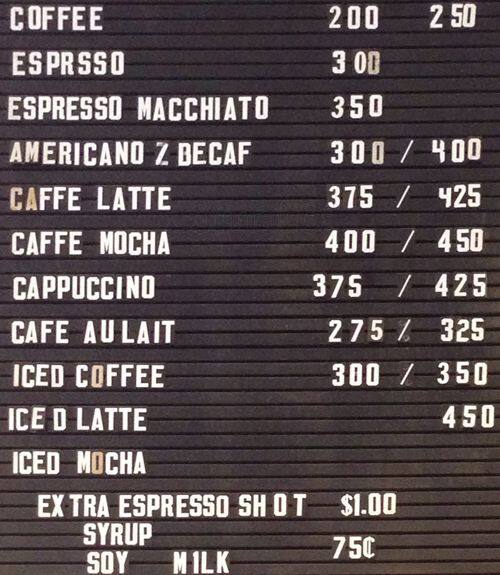 COFFEE 200 250
ESPRSSO 300
ESPRESSO MACCHIATO 350
AMERICANO Z DECAF 300 / 400
CAFFE LATTE 375 / 425
CAFFE MOCHA 400 / 450
CAPPUCCINO 375 / 425
CAFE AU LAIT 275 / 325
ICED COFFEE 300 / 350
ICED LATTE 450
ICED MOCHA
EXTRA ESPRESSO SHOT $1.00
SYRUP
75¢
SOY M1LK